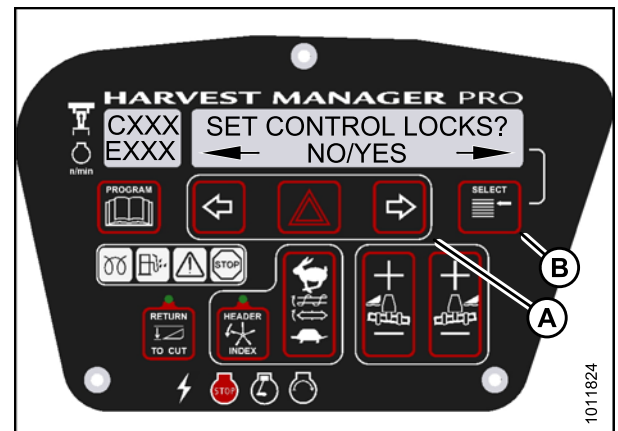 HARVEST MANAGER PRO
CXXX
EXXX
n/min
SET CONTROL LOCKS?
NO/YES
PROGRAM
SELECT
B
STOP
A
RETURN
TO CUT
HEADER
INDEX
STOP
1011824